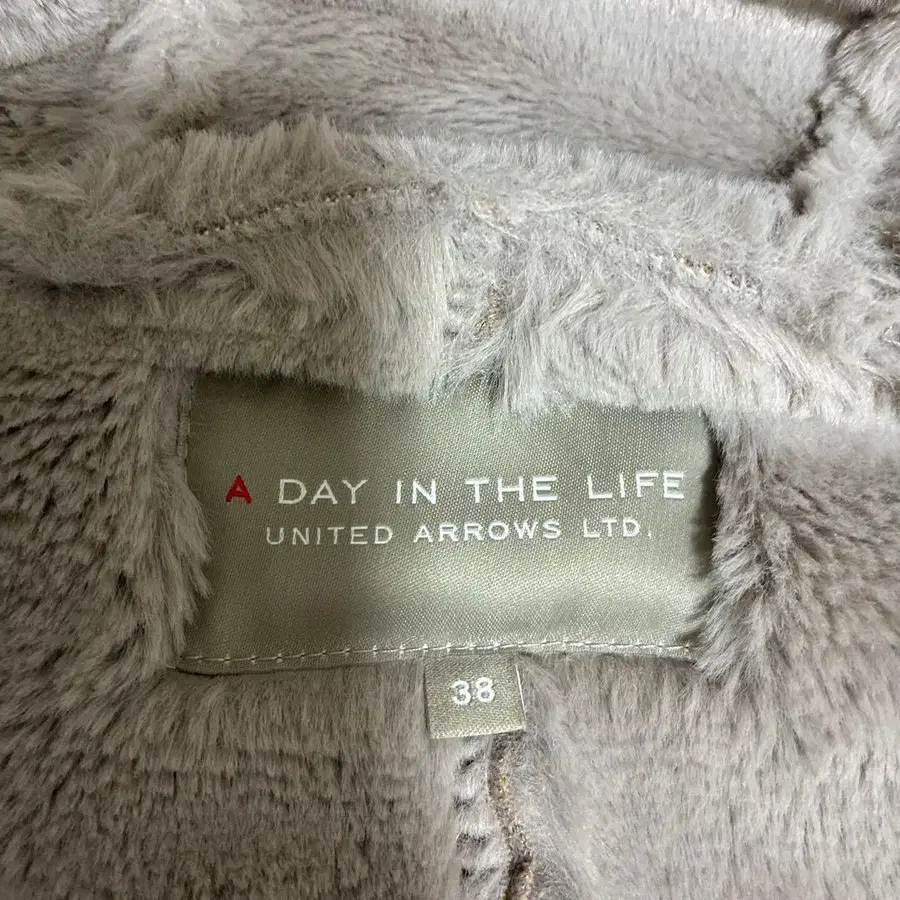 A DAY IN THE LIFE
UNITED ARROWS LTD.
38